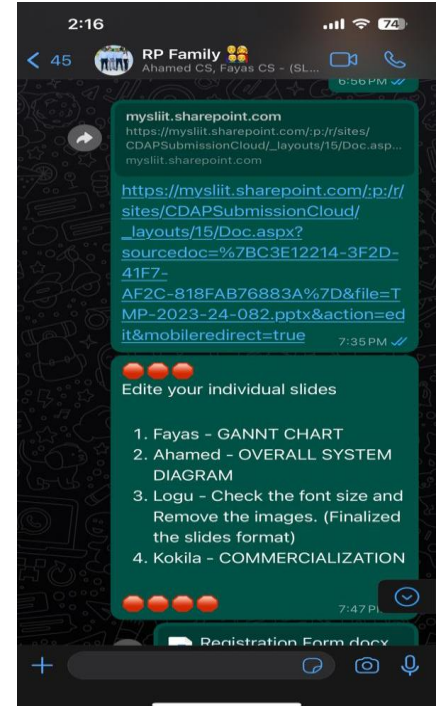 2:16
74
45
RP Family
Ahamed CS, Fayas CS - (SL...
6:56 PM
mysliit.sharepoint.com
https://mysliit.sharepoint.com/:p:/r/sites/
CDAPSubmissionCloud/_layouts/15/Doc.asp...
mysliit.sharepoint.com
https://mysliit.sharepoint.com/:p:/r/
sites/CDAPSubmissionCloud/
_layouts/15/Doc.aspx?
sourcedoc=%7BC3E12214-3F2D-
41F7-
AF2C-818FAB76883A%7D&file=T
MP-2023-24-082.pptx&action=ed
it&mobileredirect=true
7:35 PM
Edite your individual slides
1. Fayas - GANNT CHART
2. Ahamed - OVERALL SYSTEM
DIAGRAM
3. Logu - Check the font size and
Remove the images. (Finalized
the slides format)
4. Kokila - COMMERCIALIZATION
7:47 P
Registration Form.docx